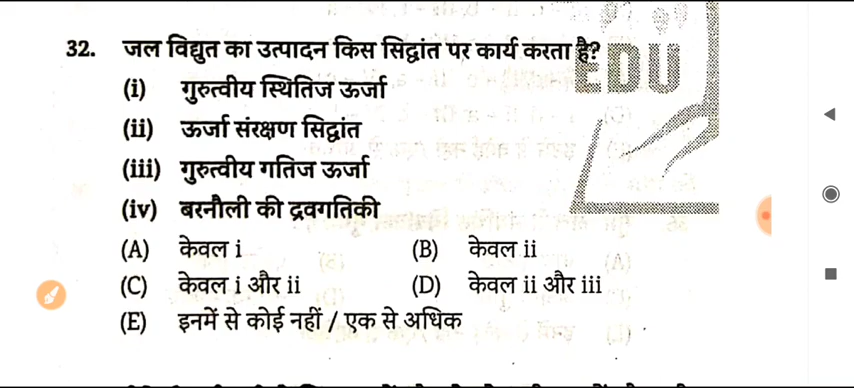 EDU
32. जल विद्युत का उत्पादन किस सिद्धांत पर कार्य करता है?
(i) गुरुत्वीय स्थितिज ऊर्जा
(ii) ऊर्जा संरक्षण सिद्धांत
(iii) गुरुत्वीय गतिज ऊर्जा
(iv) बरनौली की द्रवगतिकी
(A) केवल i (B) केवल ii
(C) केवल i और ii (D) केवल ii और iii
(E) इनमें से कोई नहीं / एक से अधिक